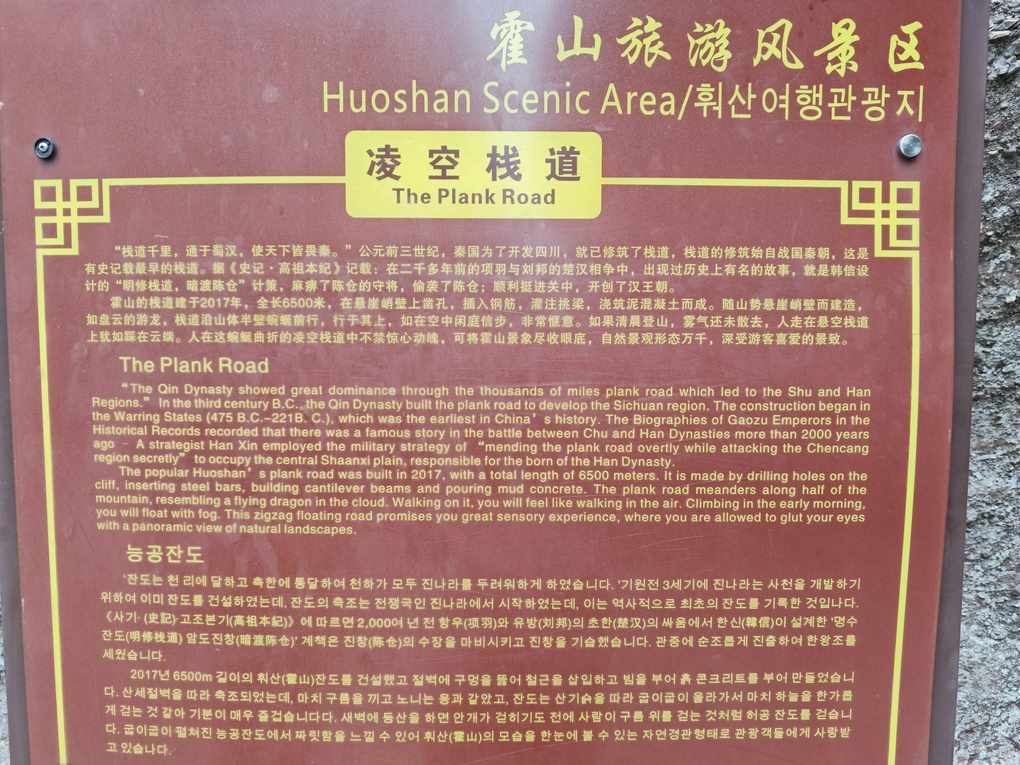 霍山旅游风景区
Huoshan Scenic Area/훠산여행관광지
凌空栈道
The Plank Road
“栈道千里，通于蜀汉，使天下皆畏秦。”公元前三世纪，秦国为了开发四川，就已修筑了栈道，栈道的修筑始自战国秦朝，这是
有史记载最早的栈道。据《史记·高祖本纪》记载：在二千多年前的项羽与刘邦的楚汉相争中，出现过历史上有名的故事，就是韩信设
计的“明修栈道，暗渡陈仓”计策，麻痹了陈仓的守将，偷袭了陈仓；顺利挺进关中，开创了汉王朝。
霍山的栈道建于2017年，全长6500米，在悬崖峭壁上凿孔，插入钢筋，灌注挑梁，浇筑泥混凝土而成。随山势悬崖峭壁而建造，
如盘云的游龙，栈道沿山体半壁蜿蜒前行，行于其上，如在空中闲庭信步，非常惬意。如果清晨登山，雾气还未散去，人走在悬空栈道
上犹如踩在云端。人在这蜿蜒曲折的凌空栈道中不禁惊心动魄，可将霍山景象尽收眼底，自然景观形态万千，深受游客喜爱的景致。
The Plank Road
“The Qin Dynasty showed great dominance through the thousands of miles plank road which led to the Shu and Han
Regions.” In the third century B.C., the Qin Dynasty built the plank road to develop the Sichuan region. The construction began in
the Warring States (475 B.C.~221B. C.), which was the earliest in China’s history. The Biographies of Gaozu Emperors in the
Historical Records recorded that there was a famous story in the battle between Chu and Han Dynasties more than 2000 years
ago – A strategist Han Xin employed the military strategy of “mending the plank road overtly while attacking the Chencang
region secretly” to occupy the central Shaanxi plain, responsible for the born of the Han Dynasty.
The popular Huoshan’s plank road was built in 2017, with a total length of 6500 meters. It is made by drilling holes on the
cliff, inserting steel bars, building cantilever beams and pouring mud concrete. The plank road meanders along half of the
mountain, resembling a flying dragon in the cloud. Walking on it, you will feel like walking in the air. Climbing in the early morning,
you will float with fog. This zigzag floating road promises you great sensory experience, where you are allowed to glut your eyes
with a panoramic view of natural landscapes.
능공잔도
'잔도는 천 리에 달하고 촉한에 통달하여 천하가 모두 진나라를 두려워하게 하였습니다. '기원전 3세기에 진나라는 사천을 개발하기
위하여 이미 잔도를 건설하였는데, 잔도의 축조는 전쟁국인 진나라에서 시작하였는데, 이는 역사적으로 최초의 잔도를 기록한 것입나다.
《사기· (史記)·고조본기(高祖本紀)》에 따르면 2,000여 년 전 항우(项羽)와 유방(刘邦)의 초한(楚汉)의 싸움에서 한신(韓信)이 설계한 '명수
잔도(明修栈道) 암도진창(暗渡陈仓)' 계책은 진창(陈仓)의 수장을 마비시키고 진창을 기습했습니다. 관중에 순조롭게 진출하여 한왕조를
세웠습니다.
2017년 6500m 길이의 훠산(霍山)잔도를 건설했고 절벽에 구멍을 뚫어 철근을 삽입하고 빔을 부어 흙 콘크리트를 부어 만들었습니
다. 산세절벽을 따라 축조되었는데, 마치 구름을 끼고 노니는 용과 같았고, 잔도는 산기슭을 따라 굽이굽이 올라가서 마치 하늘을 한가롭
게 걷는 것 같아 기분이 매우 즐겁습니다다. 새벽에 등산을 하면 안개가 걷히기도 전에 사람이 구름 위를 걷는 것처럼 허공 잔도를 걷습니
다. 굽이굽이 펼쳐진 능공잔도에서 짜릿함을 느낄 수 있어 훠산(霍山)의 모습을 한눈에 볼 수 있는 자연경관형태로 관광객들에게 사랑받
고 있습나다.